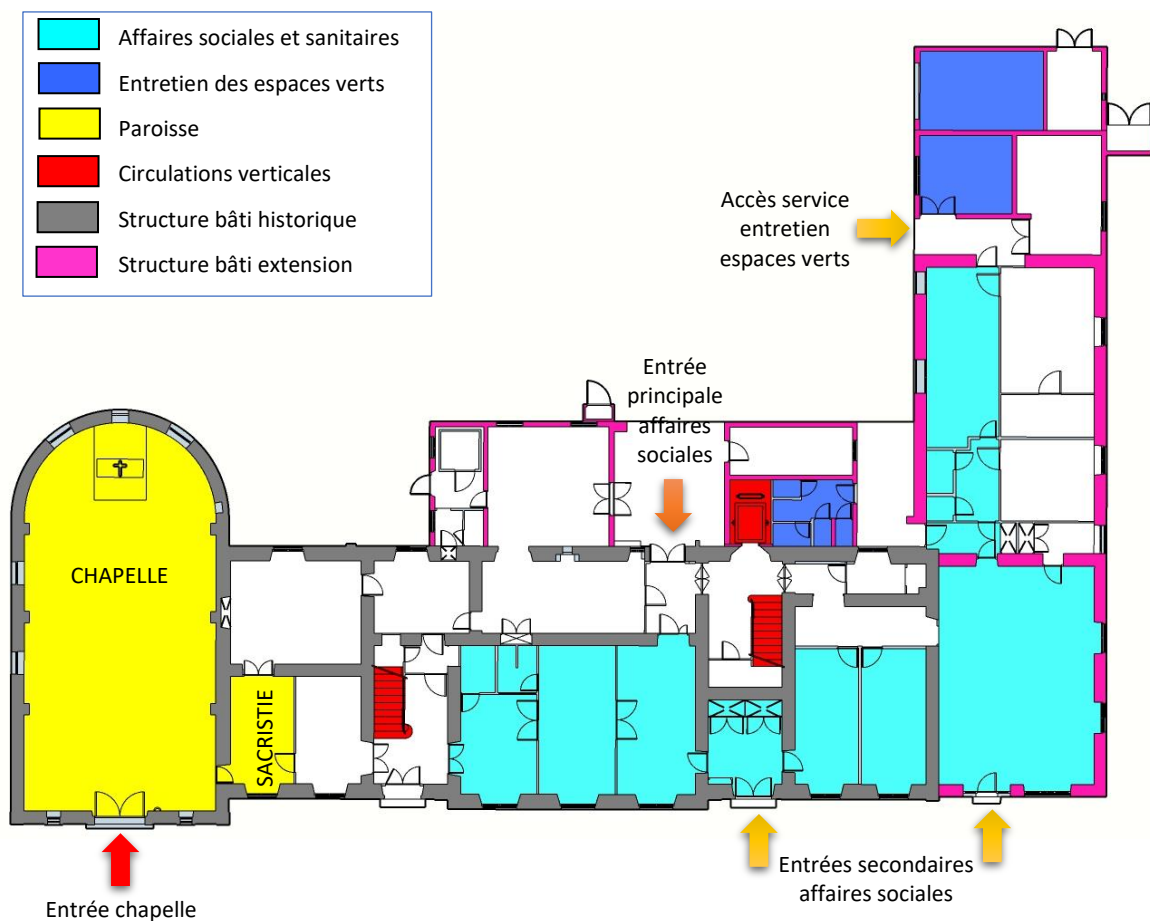 Affaires sociales et sanitaires
Entretien des espaces verts
Paroisse
Circulations verticales
Structure bâti historique
Structure bâti extension
Accès service
entretien
espaces verts
Entrée
principale
affaires
sociales
CHAPELLE
SACRISTIE
Entrée chapelle
Entrées secondaires
affaires sociales